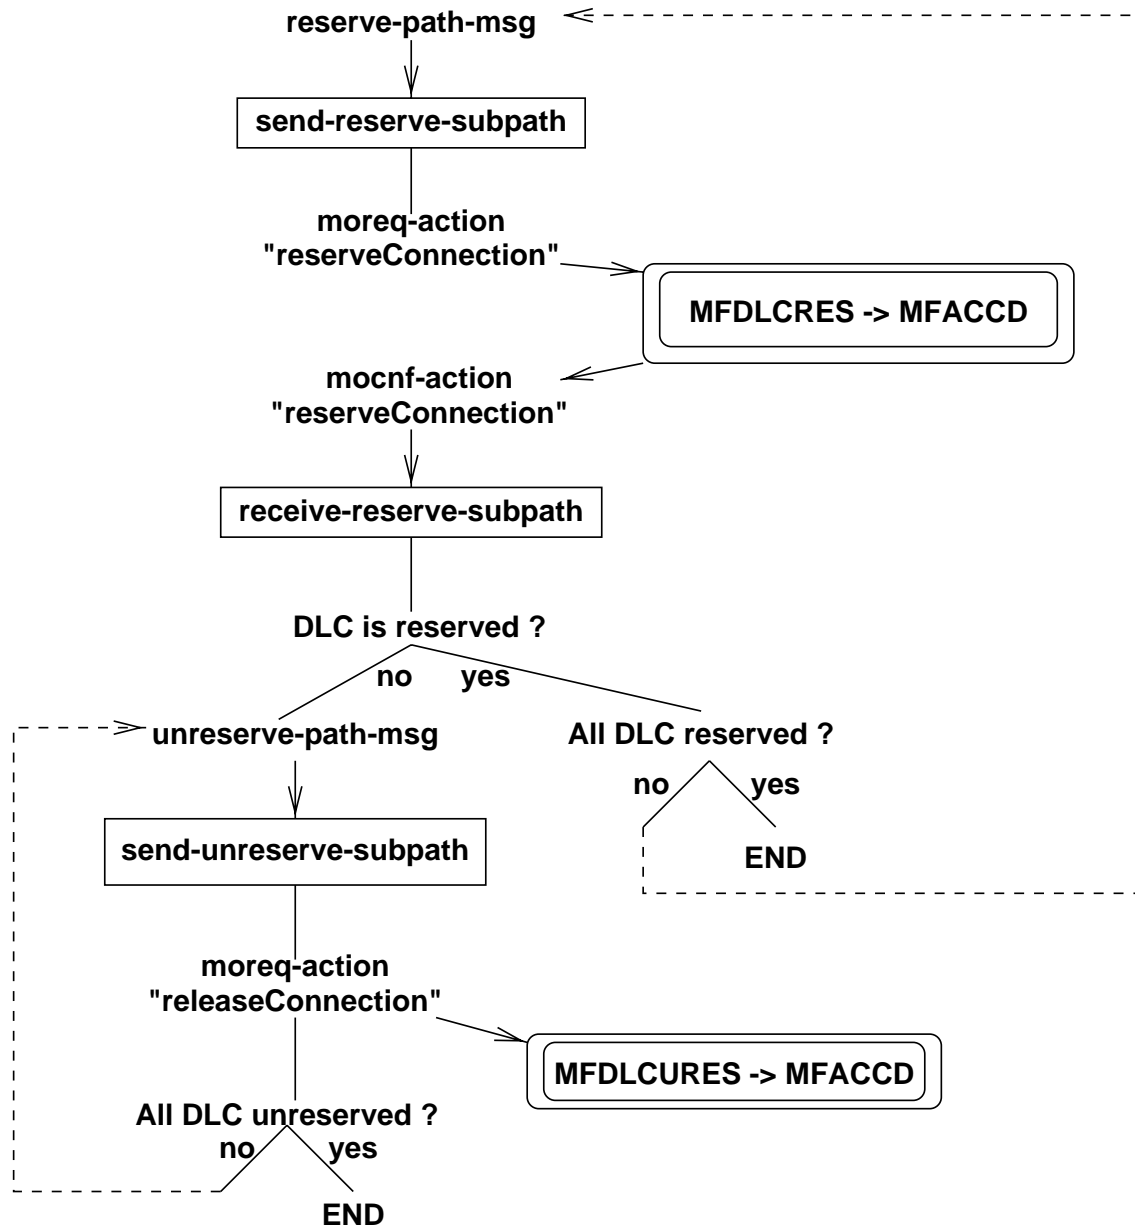 reserve-path-msg
send-reserve-subpath
moreq-action
"reserveConnection"
MFDLCRES -> MFACCD
mocnf-action
"reserveConnection"
receive-reserve-subpath
DLC is reserved ?
no yes
unreserve-path-msg
All DLC reserved ?
no yes
END
send-unreserve-subpath
moreq-action
"releaseConnection"
MFDLCURES -> MFACCD
All DLC unreserved ?
no yes
END